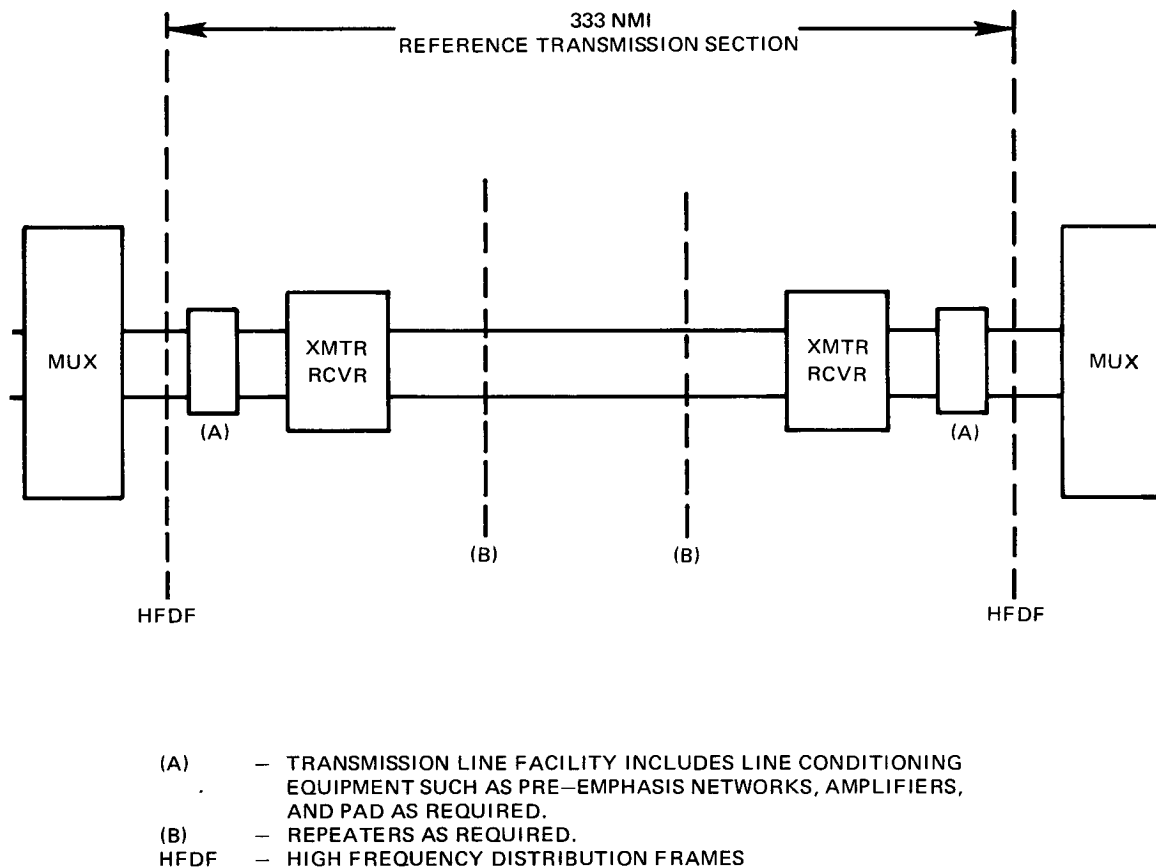 333 NMI
REFERENCE TRANSMISSION SECTION
MUX
XMTR
RCVR
XMTR
RCVR
MUX
(A)
(A)
(B)
(B)
HFDF
HFDF
(A) – TRANSMISSION LINE FACILITY INCLUDES LINE CONDITIONING
EQUIPMENT SUCH AS PRE–EMPHASIS NETWORKS, AMPLIFIERS,
AND PAD AS REQUIRED.
(B) – REPEATERS AS REQUIRED.
HFDF – HIGH FREQUENCY DISTRIBUTION FRAMES